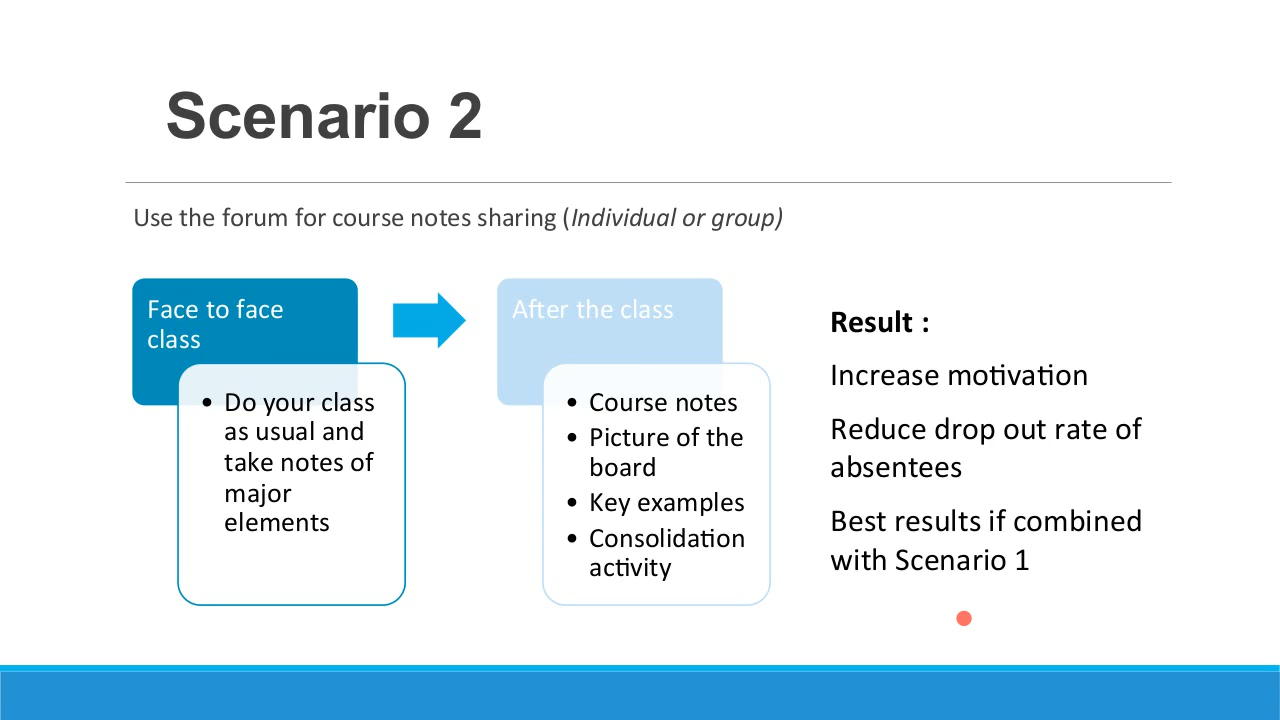 Scenario 2
Use the forum for course notes sharing (Individual or group)
Face to face
class
• Do your class
as usual and
take notes of
major
elements
After the class
• Course notes
• Picture of the
board
• Key examples
• Consolidation
activity
Result :
Increase motivation
Reduce drop out rate of
absentees
Best results if combined
with Scenario 1